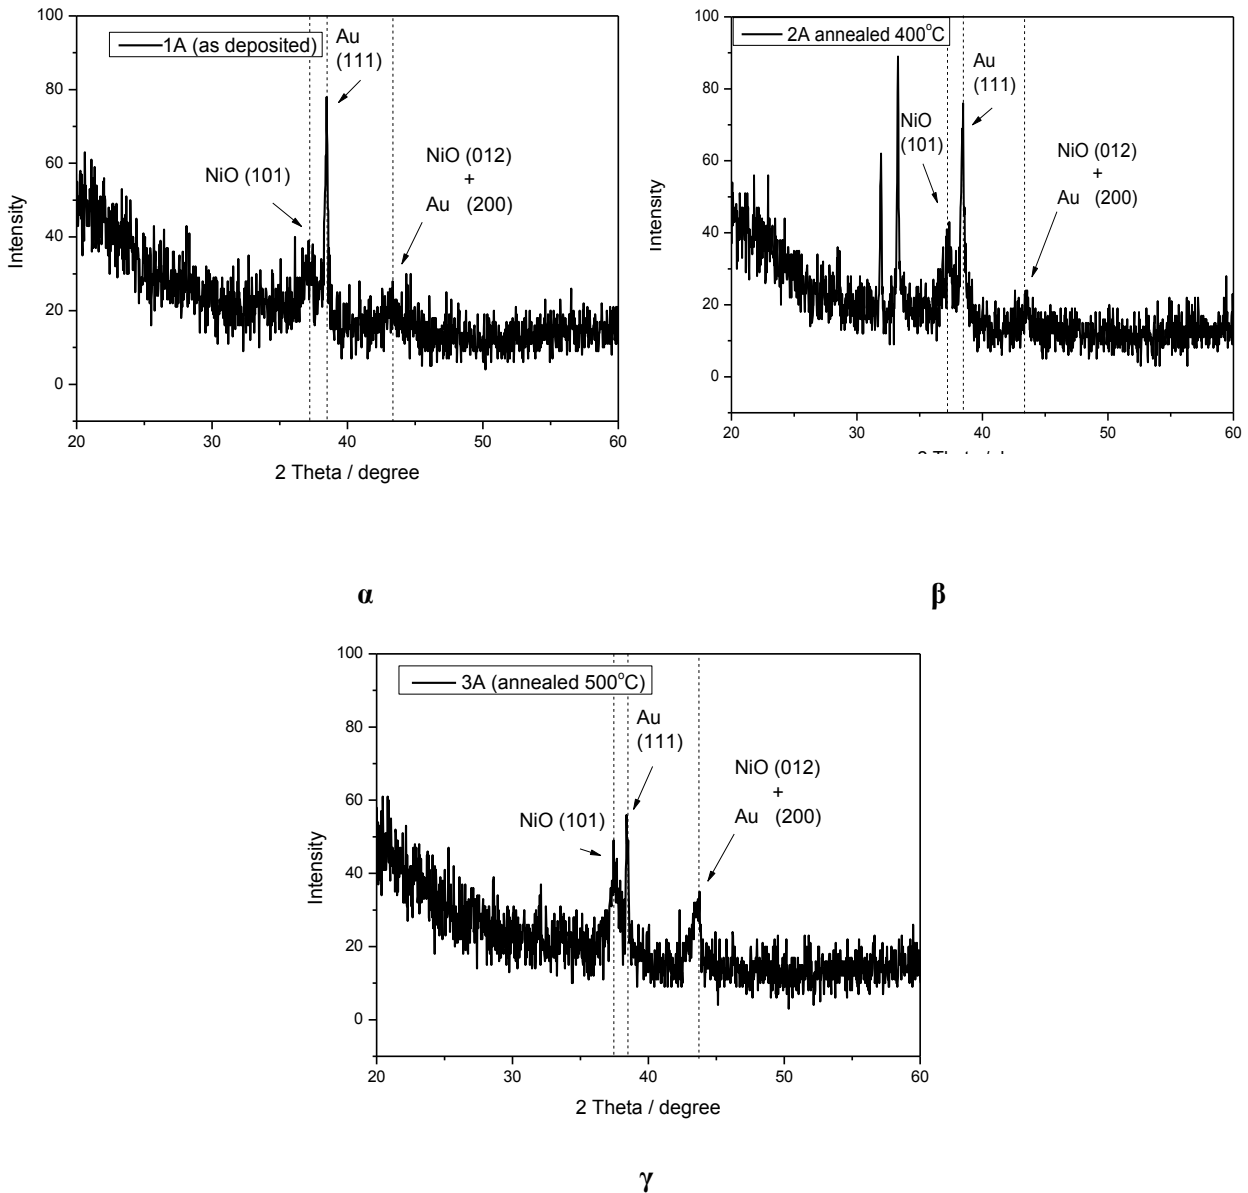 1A (as deposited)
Au
(111)
NiO (101)
NiO (012)
+
Au (200)
Intensity
100
80
60
40
20
0
20 30 40 50 60
2 Theta / degree
α
2A annealed 400°C
Au
(111)
NiO
(101)
NiO (012)
+
Au (200)
Intensity
100
80
60
40
20
0
20 30 40 50 60
β
3A (annealed 500°C)
Au
(111)
NiO (101)
NiO (012)
+
Au (200)
Intensity
100
80
60
40
20
0
20 30 40 50 60
2 Theta / degree
γ